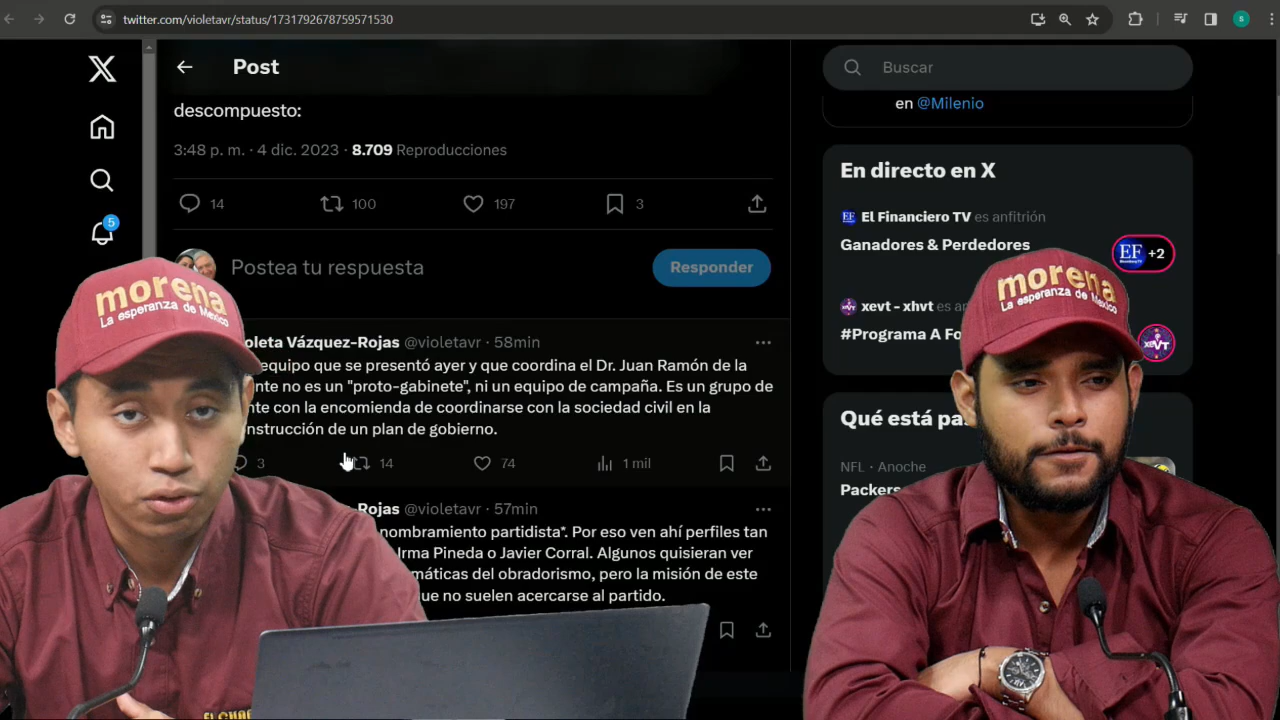 twitter.com/violetavr/status/1731792678759571530
Post
descompuesto:
3:48 p. m. · 4 dic. 2023 · 8.709 Reproducciones
14
100
197
3
5
Postea tu respuesta
Responder
oleta Vázquez-Rojas @violetavr · 58min
equipo que se presentó ayer y que coordina el Dr. Juan Ramón de la
nte no es un "proto-gabinete", ni un equipo de campaña. Es un grupo de
nte con la encomienda de coordinarse con la sociedad civil en la
nstrucción de un plan de gobierno.
3
14
74
1 mil
Rojas @violetavr · 57min
nombramiento partidista*. Por eso ven ahí perfiles tan
Irma Pineda o Javier Corral. Algunos quisieran ver
máticas del obradorismo, pero la misión de este
que no suelen acercarse al partido.
Buscar
en @Milenio
En directo en X
EF El Financiero TV es anfitrión
Ganadores & Perdedores
EF +2
xevt - xhvt es an
#Programa A Fo
xeVT
Qué está pa
NFL · Anoche
Packers
S
morena
La esperanza de México
morena
La esperanza de México